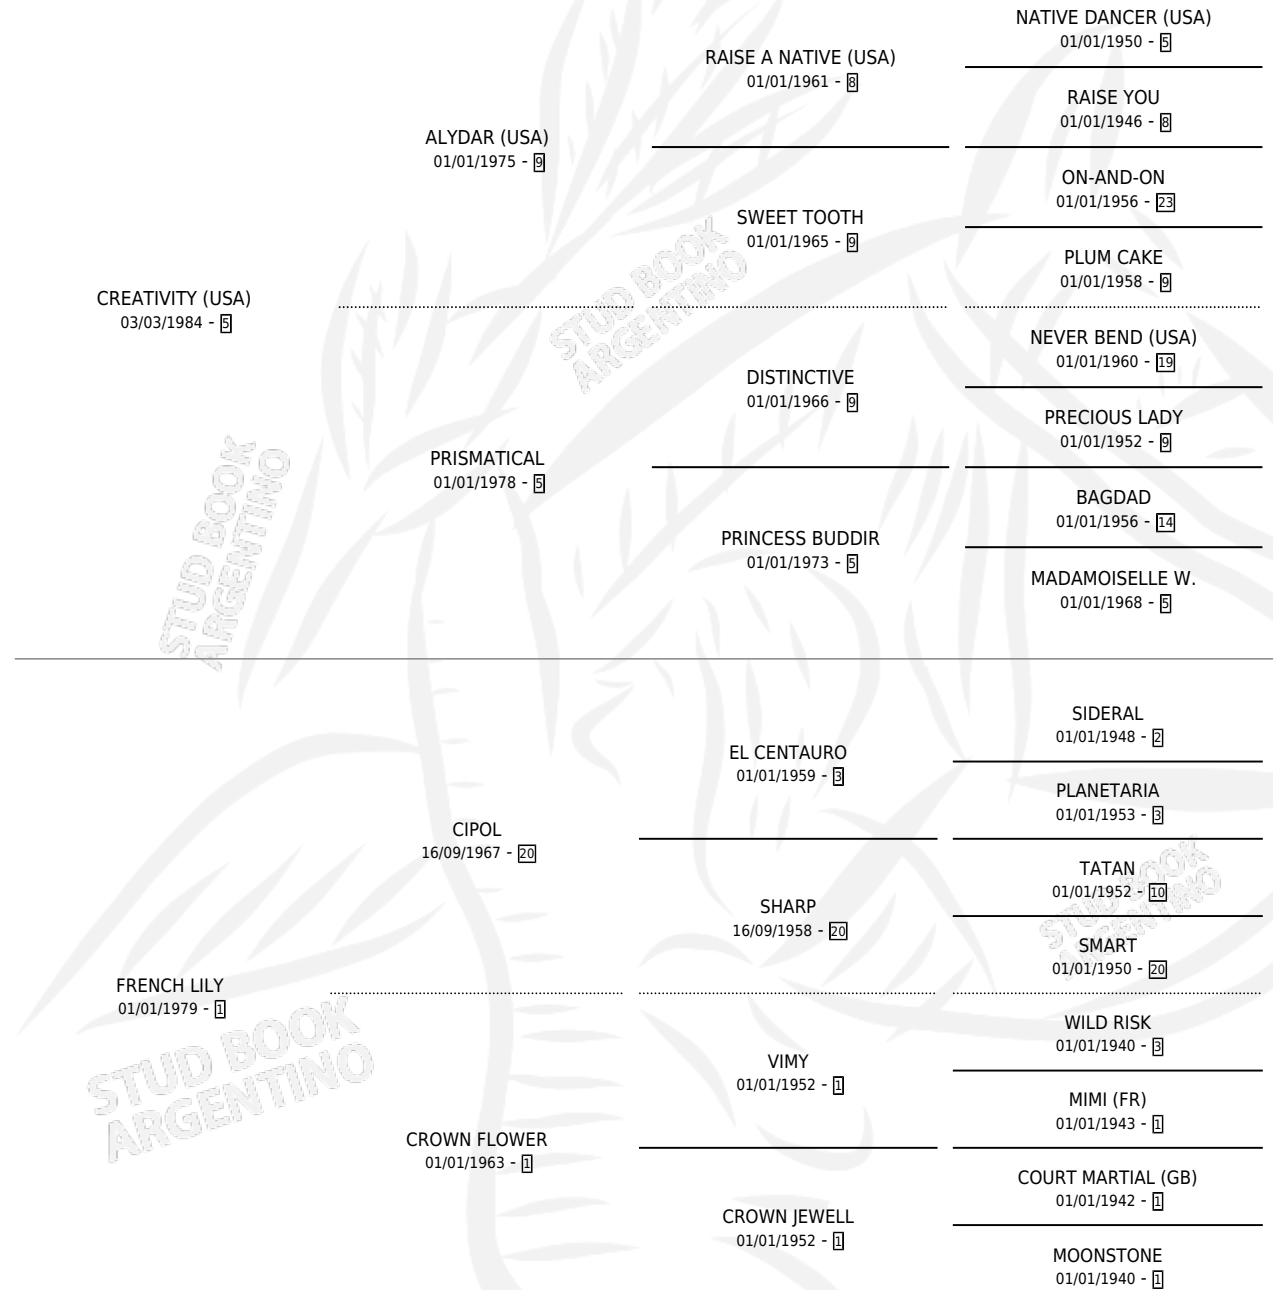 NATIVE DANCER (USA)
01/01/1950 - 5
RAISE A NATIVE (USA)
01/01/1961 - 8
RAISE YOU
01/01/1946 - 8
ALYDAR (USA)
01/01/1975 - 9
ON-AND-ON
01/01/1956 - 23
SWEET TOOTH
01/01/1965 - 9
PLUM CAKE
01/01/1958 - 9
CREATIVITY (USA)
03/03/1984 - 5
NEVER BEND (USA)
01/01/1960 - 19
DISTINCTIVE
01/01/1966 - 9
PRECIOUS LADY
01/01/1952 - 9
PRISMATICAL
01/01/1978 - 5
BAGDAD
01/01/1956 - 14
PRINCESS BUDDIR
01/01/1973 - 5
MADAMOISELLE W.
01/01/1968 - 5
SIDERAL
01/01/1948 - 2
EL CENTAURO
01/01/1959 - 3
PLANETARIA
01/01/1953 - 3
CIPOL
16/09/1967 - 20
TATAN
01/01/1952 - 10
SHARP
16/09/1958 - 20
SMART
01/01/1950 - 20
FRENCH LILY
01/01/1979 - 1
WILD RISK
01/01/1940 - 3
VIMY
01/01/1952 - 1
MIMI (FR)
01/01/1943 - 1
CROWN FLOWER
01/01/1963 - 1
COURT MARTIAL (GB)
01/01/1942 - 1
CROWN JEWELL
01/01/1952 - 1
MOONSTONE
01/01/1940 - 1
STUD BOOK
ARGENTINO
STUD BOOK
ARGENTINO
STUD BOOK
ARGENTINO
STUD BOOK
ARGENTINO